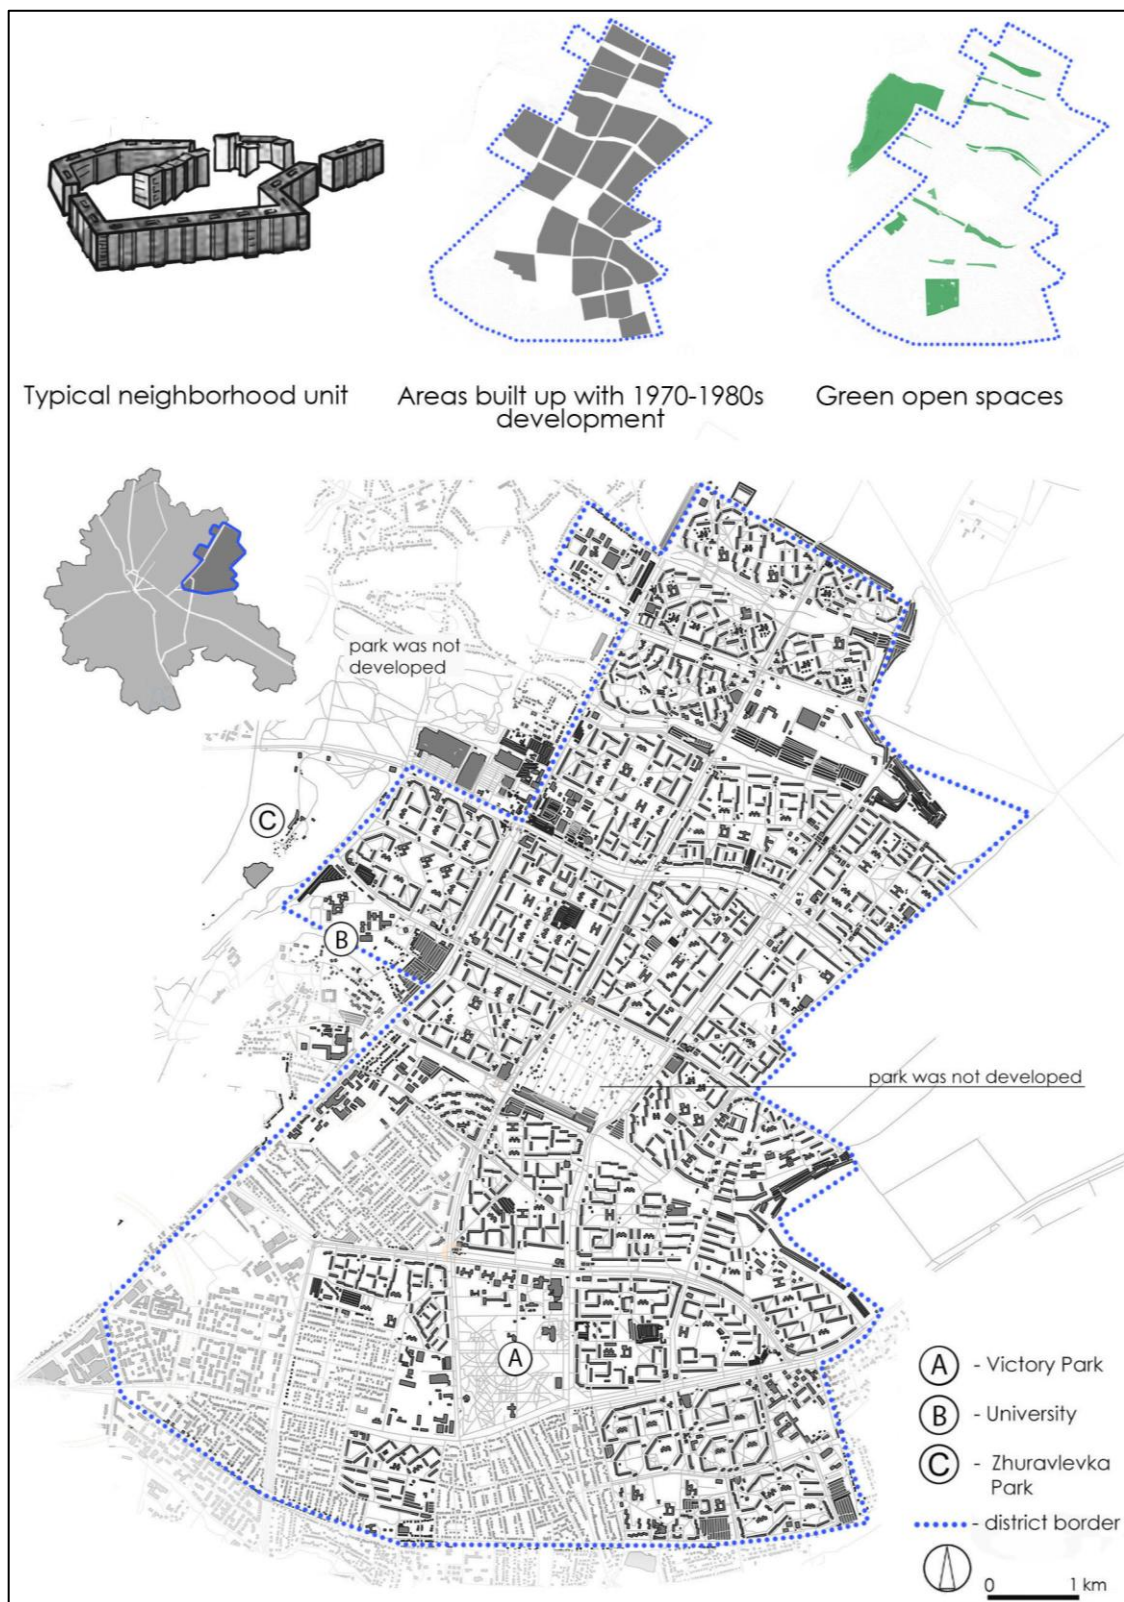 Typical neighborhood unit
Areas built up with 1970-1980s
development
Green open spaces
park was not
developed
C
B
park was not developed
A
A - Victory Park
B - University
C - Zhuravlevka
Park
- district border
0 1 km